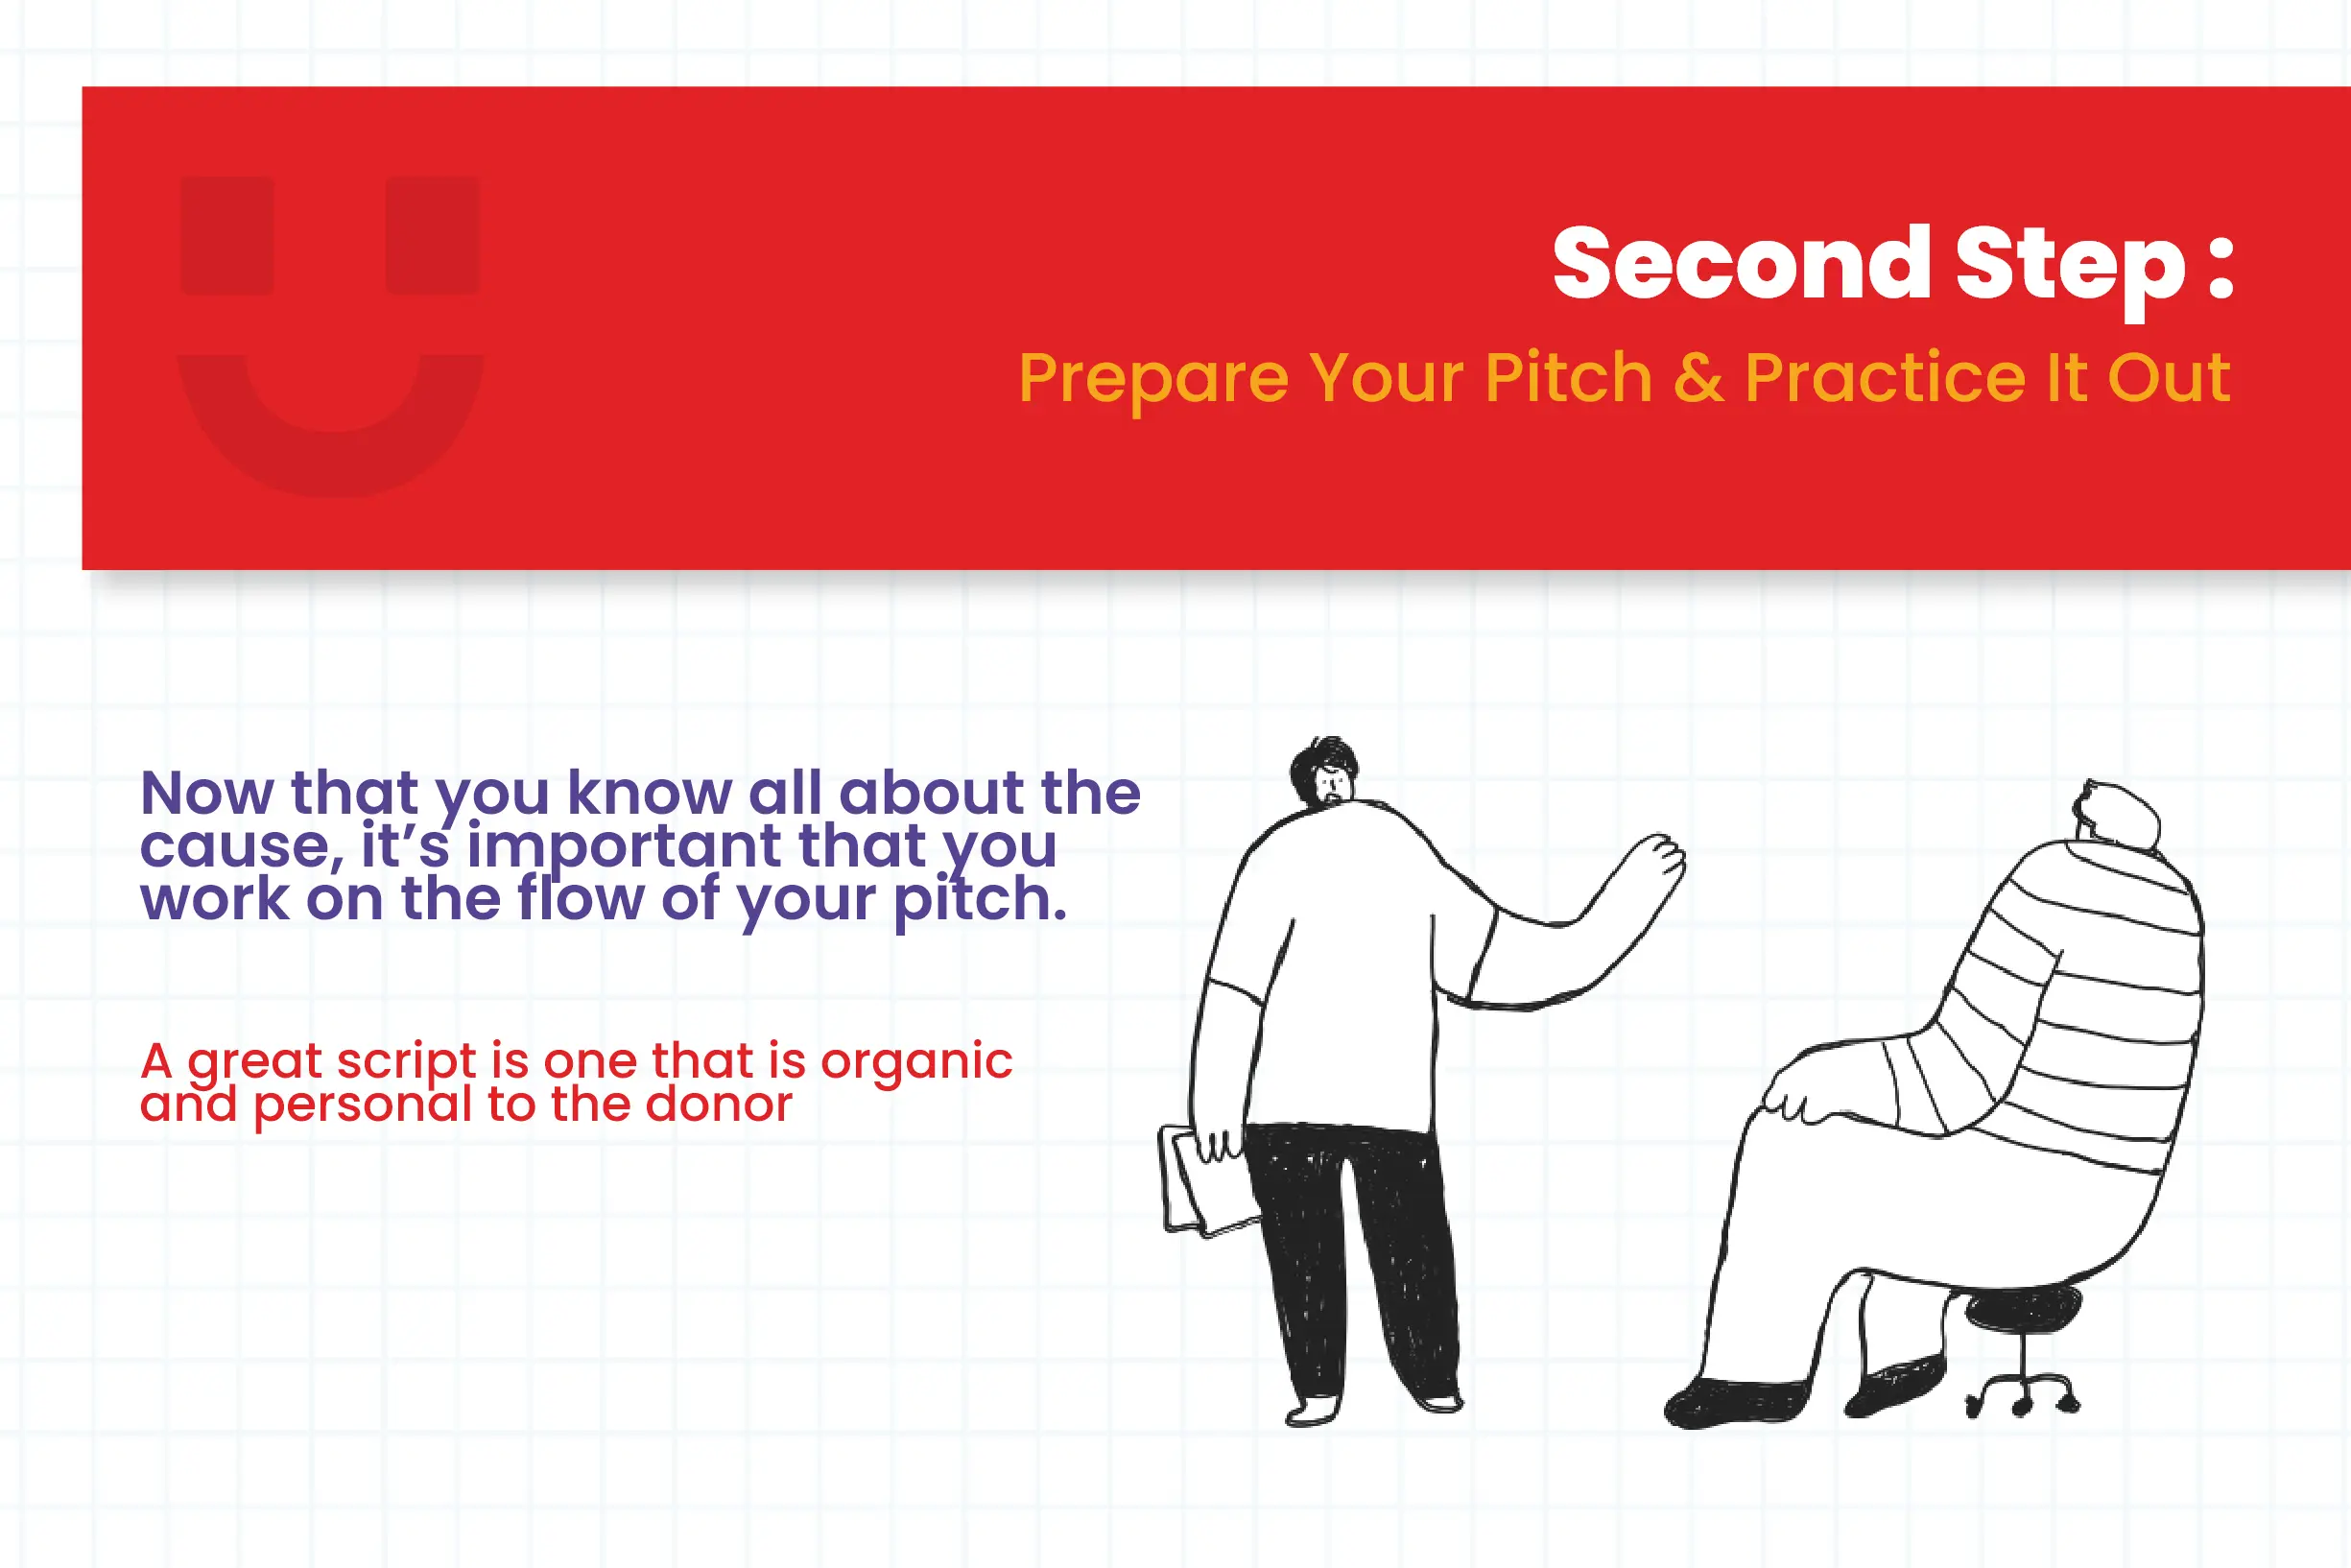 Second Step :
Prepare Your Pitch & Practice It Out
Now that you know all about the
cause, it’s important that you
work on the flow of your pitch.
A great script is one that is organic
and personal to the donor